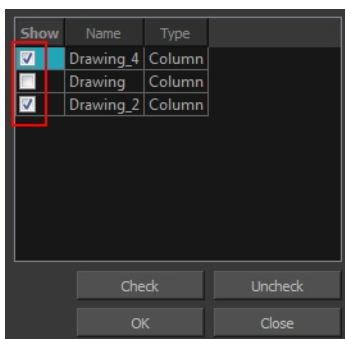 Show Name Type
Drawing_4 Column
Drawing Column
Drawing_2 Column
Check Uncheck
OK Close